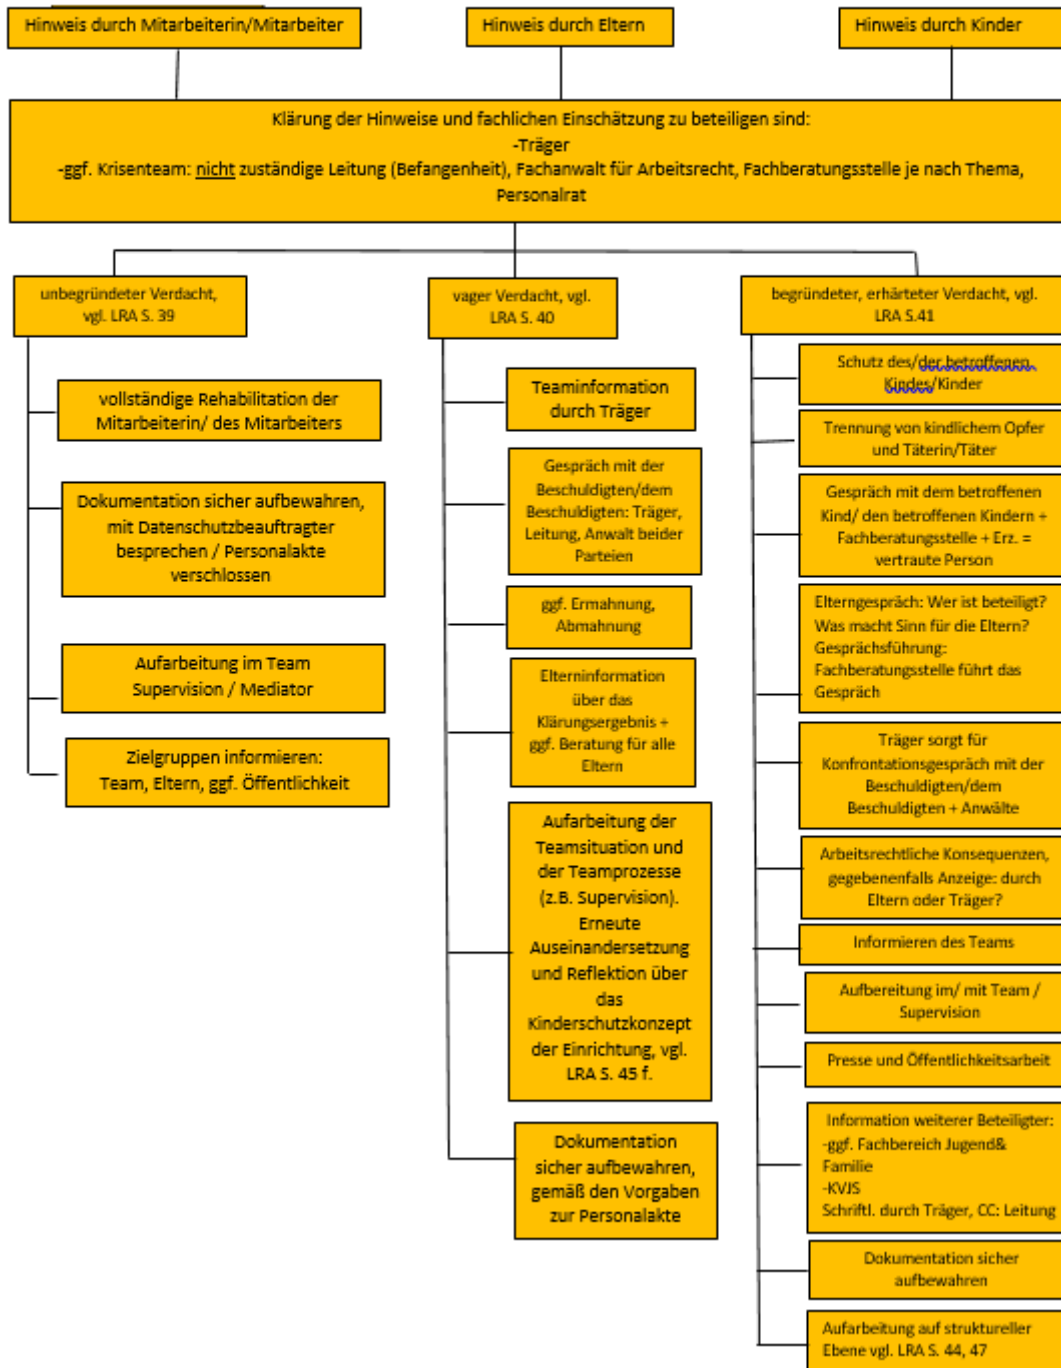 Hinweis durch Mitarbeiterin/Mitarbeiter
Hinweis durch Eltern
Hinweis durch Kinder
Klärung der Hinweise und fachlichen Einschätzung zu beteiligen sind:
-Träger
-ggf. Krisenteam: nicht zuständige Leitung (Befangenheit), Fachanwalt für Arbeitsrecht, Fachberatungsstelle je nach Thema,
Personalrat
unbegründeter Verdacht,
vgl. LRA S. 39
vollständige Rehabilitation der
Mitarbeiterin/ des Mitarbeiters
Dokumentation sicher aufbewahren,
mit Datenschutzbeauftragter
besprechen / Personalakte
verschlossen
Aufarbeitung im Team
Supervision / Mediator
Zielgruppen informieren:
Team, Eltern, ggf. Öffentlichkeit
vager Verdacht, vgl.
LRA S. 40
Teaminformation
durch Träger
Gespräch mit der
Beschuldigten/dem
Beschuldigten: Träger,
Leitung, Anwalt beider
Parteien
ggf. Ermahnung,
Abmahnung
Elterninformation
über das
Klärungsergebnis +
ggf. Beratung für alle
Eltern
Aufarbeitung der
Teamsituation und
der Teamprozesse
(z.B. Supervision).
Erneute
Auseinandersetzung
und Reflektion über
das
Kinderschutzkonzept
der Einrichtung, vgl.
LRA S. 45 f.
Dokumentation
sicher aufbewahren,
gemäß den Vorgaben
zur Personalakte
begründeter, erhärteter Verdacht, vgl.
LRA S.41
Schutz des/der betroffenen
Kindes/Kinder
Trennung von kindlichem Opfer
und Täterin/Täter
Gespräch mit dem betroffenen
Kind/ den betroffenen Kindern +
Fachberatungsstelle + Erz. =
vertraute Person
Elterngespräch: Wer ist beteiligt?
Was macht Sinn für die Eltern?
Gesprächsführung:
Fachberatungsstelle führt das
Gespräch
Träger sorgt für
Konfrontationsgespräch mit der
Beschuldigten/dem
Beschuldigten + Anwälte
Arbeitsrechtliche Konsequenzen,
gegebenenfalls Anzeige: durch
Eltern oder Träger?
Informieren des Teams
Aufbereitung im/ mit Team /
Supervision
Presse und Öffentlichkeitsarbeit
Information weiterer Beteiligter:
-ggf. Fachbereich Jugend&
Familie
-KVJS
Schriftl. durch Träger, CC: Leitung
Dokumentation sicher
aufbewahren
Aufarbeitung auf struktureller
Ebene vgl. LRA S. 44, 47